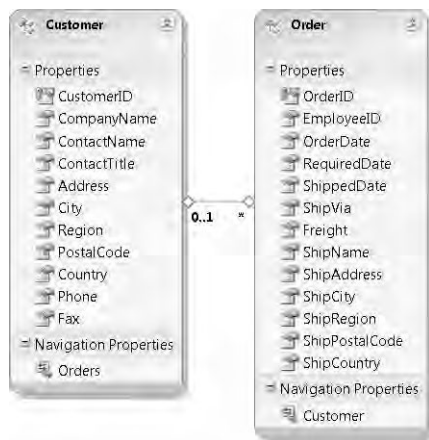 Customer
Properties
CustomerID
CompanyName
ContactName
ContactTitle
Address
City
Region
PostalCode
Country
Phone
Fax
Navigation Properties
Orders
0..1 *
Order
Properties
OrderID
EmployeeID
OrderDate
RequiredDate
ShippedDate
ShipVia
Freight
ShipName
ShipAddress
ShipCity
ShipRegion
ShipPostalCode
ShipCountry
Navigation Properties
Customer